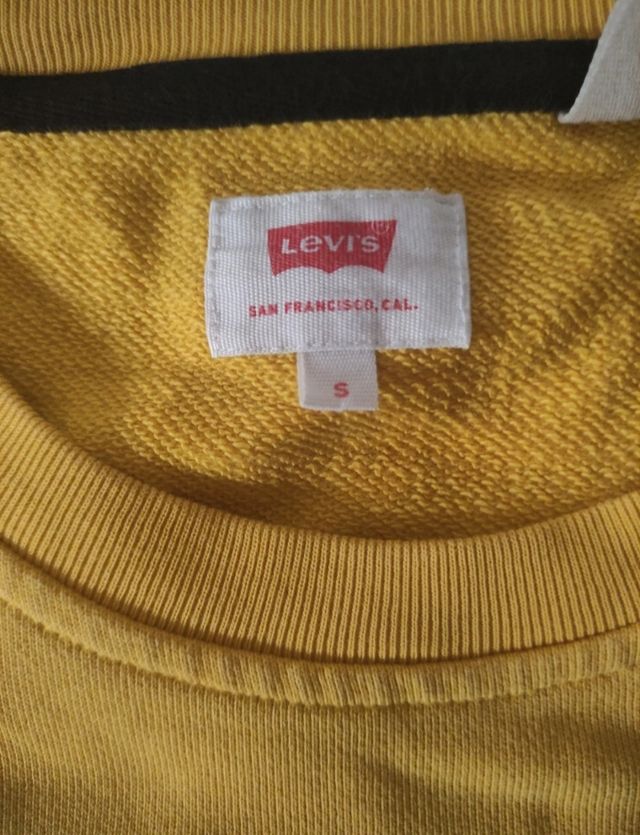 Levi's
SAN FRANCISCO, CAL.
S